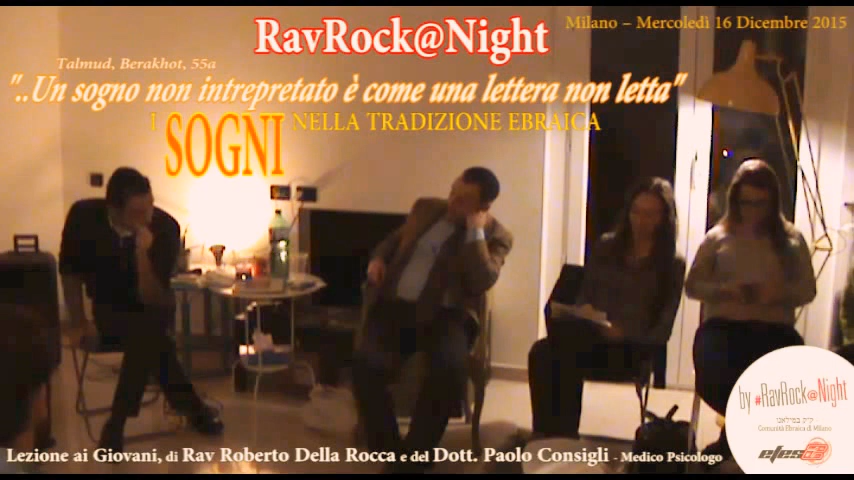 RavRock@Night
Milano – Mercoledì 16 Dicembre 2015
Talmud, Berakhot, 55a
"..Un sogno non intrepretato è come una lettera non letta"
I SOGNI NELLA TRADIZIONE EBRAICA
by #RavRock@Night
Comunità Ebraica di Milano
Lezione ai Giovani, di Rav Roberto Della Rocca e del Dott. Paolo Consigli - Medico Psicologo